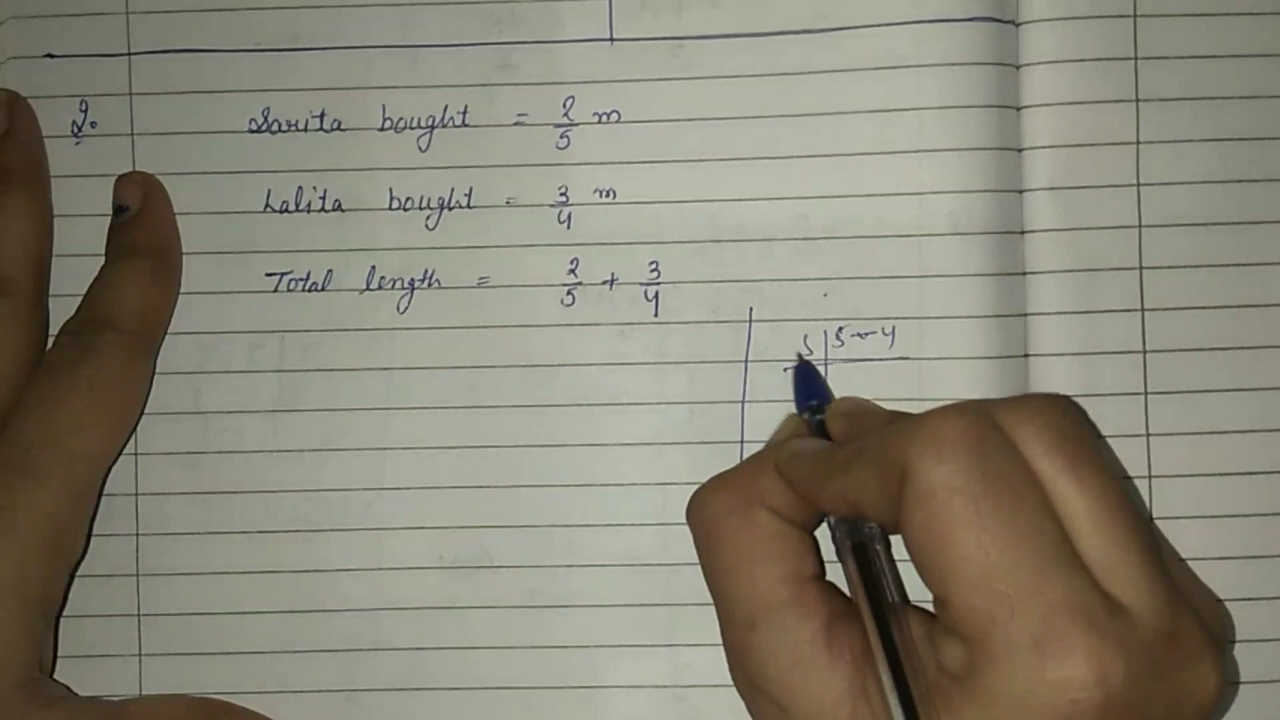 2. Sarita bought = 2/5 m
Lalita bought = 3/4 m
Total length = 2/5 + 3/4
5 | 5 - 4